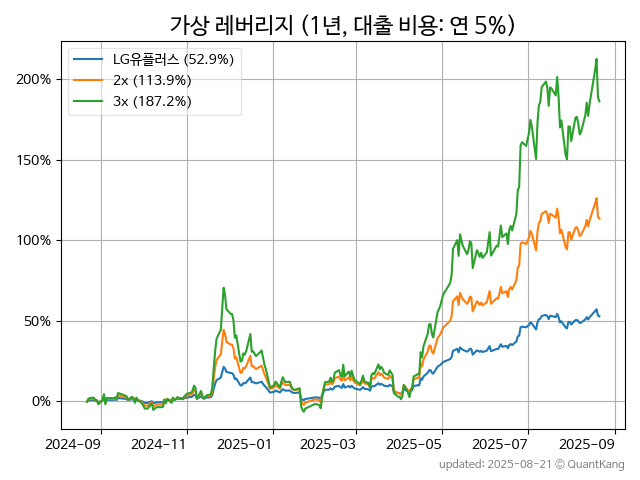 가상 레버리지 (1년, 대출 비용: 연 5%)
LG유플러스 (52.9%)
2x (113.9%)
3x (187.2%)
200%
150%
100%
50%
0%
2024-09
2024-11
2025-01
2025-03
2025-05
2025-07
2025-09
updated: 2025-08-21 © QuantKang